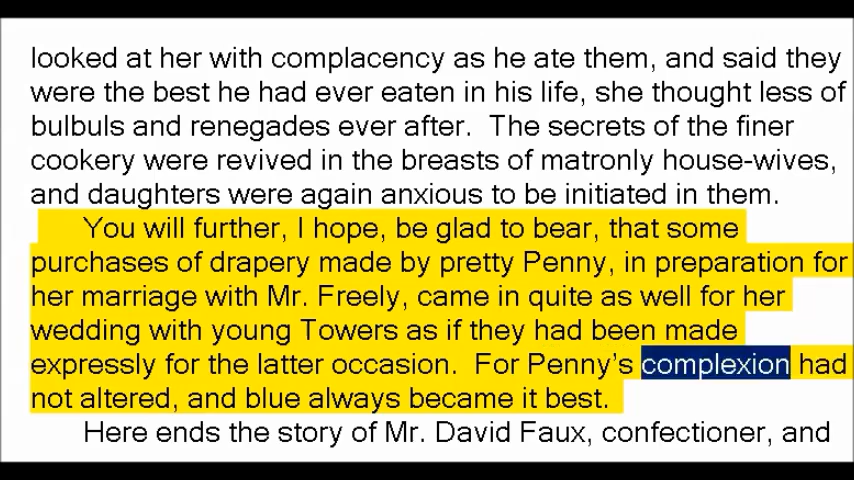 looked at her with complacency as he ate them, and said they
were the best he had ever eaten in his life, she thought less of
bulbuls and renegades ever after.  The secrets of the finer
cookery were revived in the breasts of matronly house-wives,
and daughters were again anxious to be initiated in them.
You will further, I hope, be glad to bear, that some
purchases of drapery made by pretty Penny, in preparation for
her marriage with Mr. Freely, came in quite as well for her
wedding with young Towers as if they had been made
expressly for the latter occasion.  For Penny’s complexion had
not altered, and blue always became it best.
Here ends the story of Mr. David Faux, confectioner, and